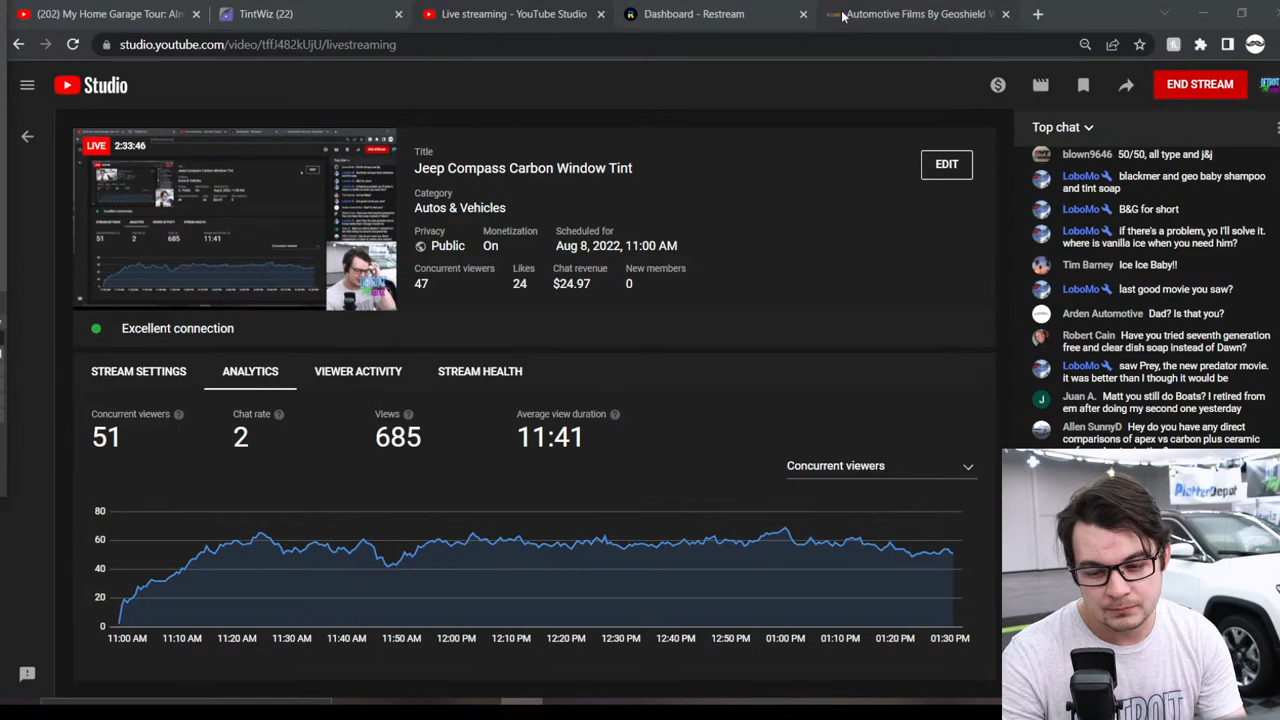 (202) My Home Garage Tour: Alm
TintWiz (22)
Live streaming - YouTube Studio
Dashboard - Restream
Automotive Films By Geoshield W
studio.youtube.com/video/tffJ482kUjU/livestreaming
Studio
END STREAM
LIVE 2:33:46
Title
Jeep Compass Carbon Window Tint
EDIT
Category
Autos & Vehicles
Privacy Monetization Scheduled for
Public On Aug 8, 2022, 11:00 AM
Concurrent viewers Likes Chat revenue New members
47 24 $24.97 0
Excellent connection
STREAM SETTINGS ANALYTICS VIEWER ACTIVITY STREAM HEALTH
Concurrent viewers Chat rate Views Average view duration
51 2 685 11:41
Concurrent viewers
80
60
40
20
0
11:00 AM 11:10 AM 11:20 AM 11:30 AM 11:40 AM 11:50 AM 12:00 PM 12:10 PM 12:20 PM 12:30 PM 12:40 PM 12:50 PM 01:00 PM 01:10 PM 01:20 PM 01:30 PM
Top chat
blown9646 50/50, all type and j&j
LoboMo blackmer and geo baby shampoo
and tint soap
LoboMo B&G for short
LoboMo if there's a problem, yo I'll solve it.
where is vanilla ice when you need him?
Tim Barney Ice Ice Baby!!
LoboMo last good movie you saw?
Arden Automotive Dad? Is that you?
Robert Cain Have you tried seventh generation
free and clear dish soap instead of Dawn?
LoboMo saw Prey, the new predator movie.
it was better than I though it would be
Juan A. Matt you still do Boats? I retired from
em after doing my second one yesterday
Allen SunnyD Hey do you have any direct
comparisons of apex vs carbon plus ceramic
PlotterDepot
DETROIT